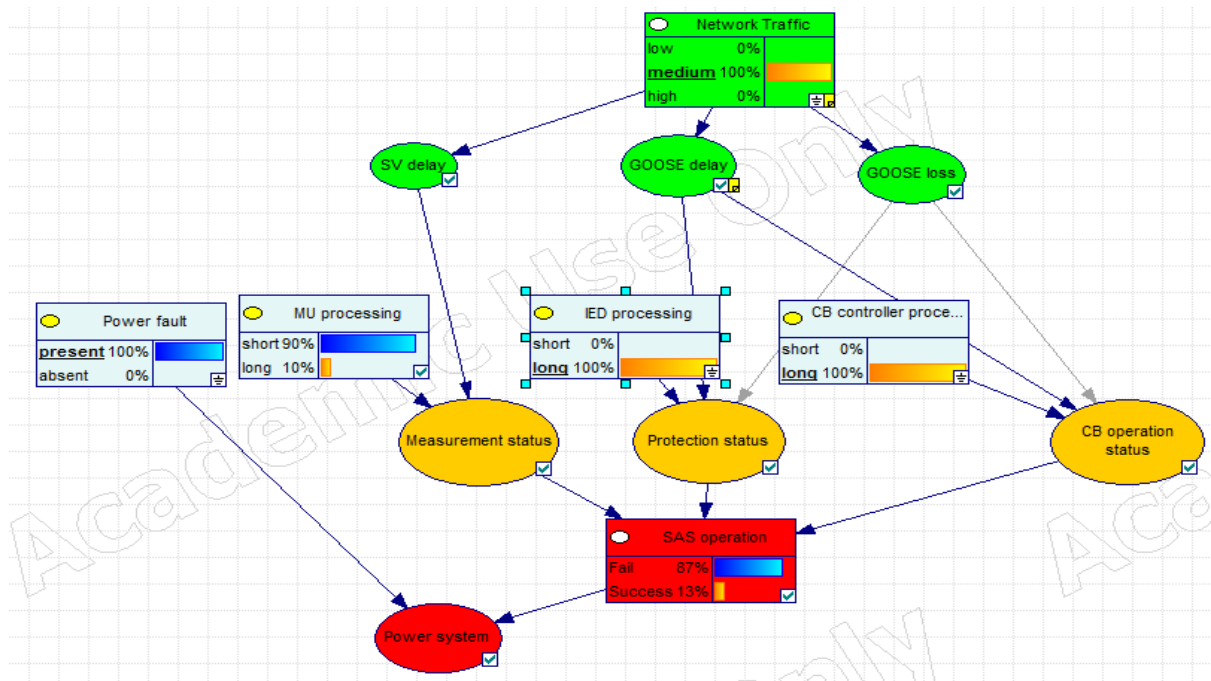 Network Traffic
low 0%
medium 100%
high 0%
SV delay
GOOSE delay
GOOSE loss
Power fault
present 100%
absent 0%
MU processing
short 90%
long 10%
IED processing
short 0%
long 100%
CB controller proce...
short 0%
long 100%
Measurement status
Protection status
CB operation
status
SAS operation
Fail 87%
Success 13%
Power system
Academic Use Only
Aca
only